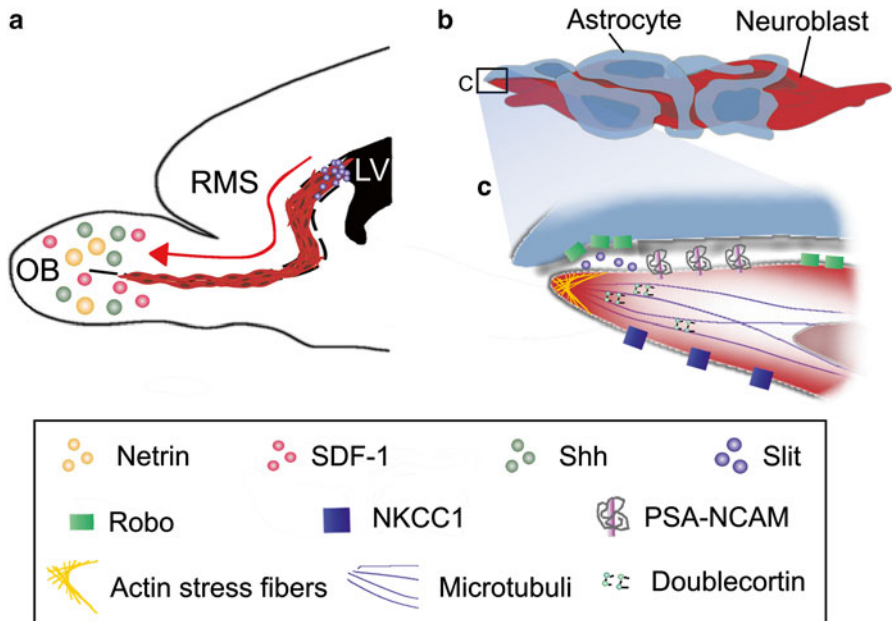 a
RMS
LV
OB
b
Astrocyte
Neuroblast
C
c
Netrin
SDF-1
Shh
Slit
Robo
NKCC1
PSA-NCAM
Actin stress fibers
Microtubuli
Doublecortin